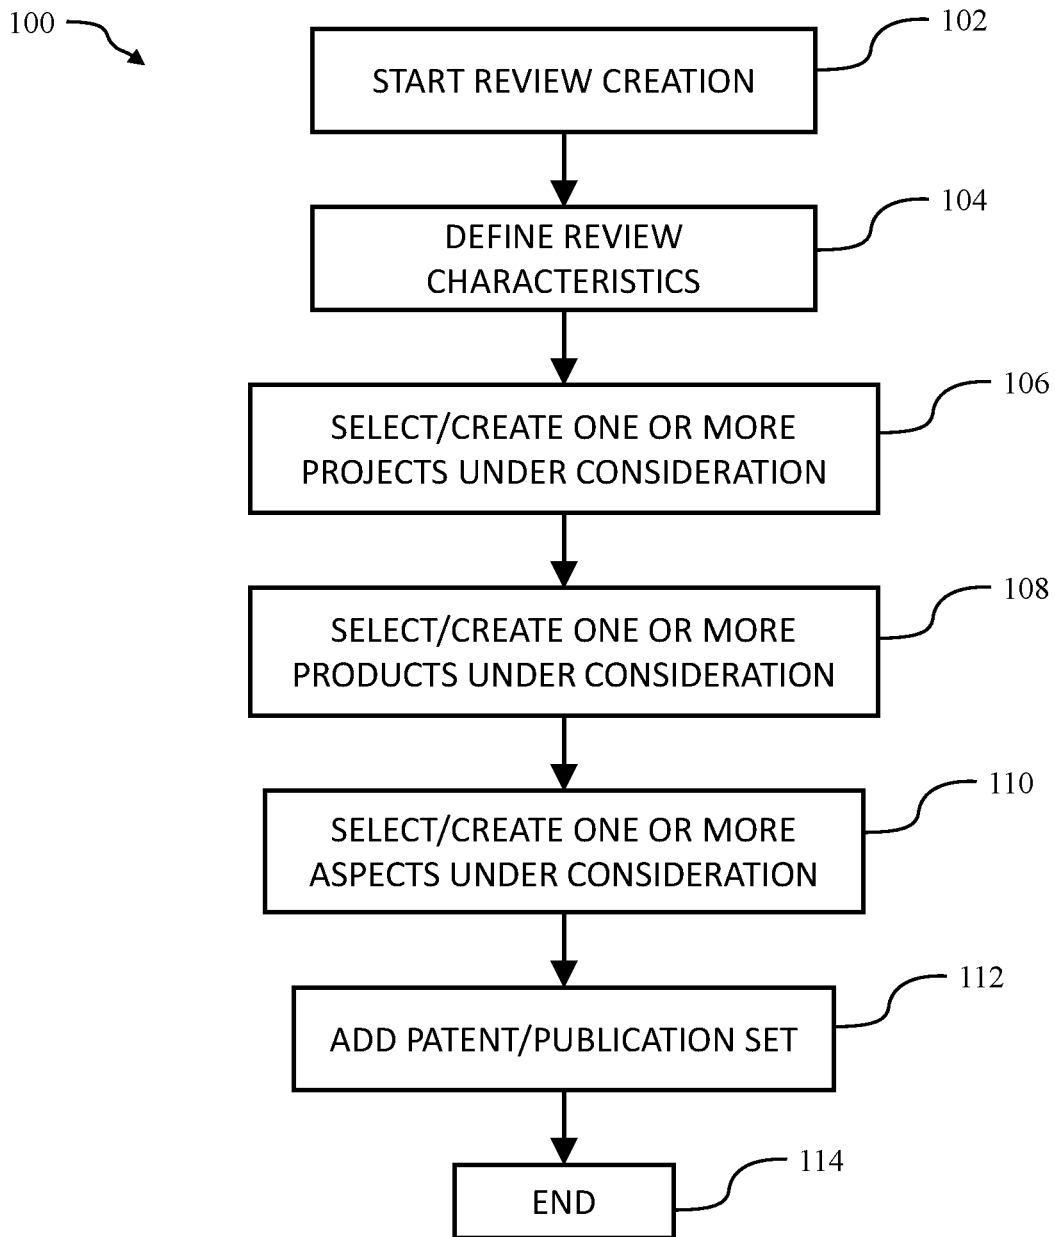 100
102
START REVIEW CREATION
104
DEFINE REVIEW
CHARACTERISTICS
106
SELECT/CREATE ONE OR MORE
PROJECTS UNDER CONSIDERATION
108
SELECT/CREATE ONE OR MORE
PRODUCTS UNDER CONSIDERATION
110
SELECT/CREATE ONE OR MORE
ASPECTS UNDER CONSIDERATION
112
ADD PATENT/PUBLICATION SET
114
END